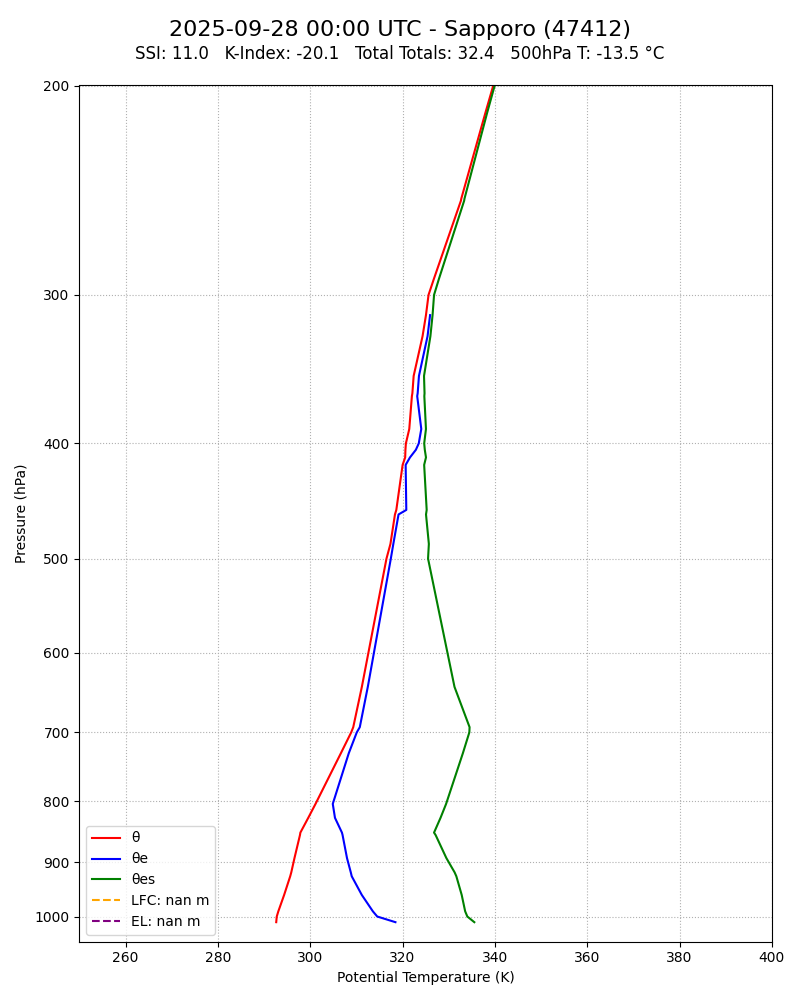 2025-09-28 00:00 UTC - Sapporo (47412)
SSI: 11.0 K-Index: -20.1 Total Totals: 32.4 500hPa T: -13.5 °C
200
300
400
500
600
700
800
900
1000
Pressure (hPa)
θ
θe
θes
LFC: nan m
EL: nan m
260 280 300 320 340 360 380 400
Potential Temperature (K)